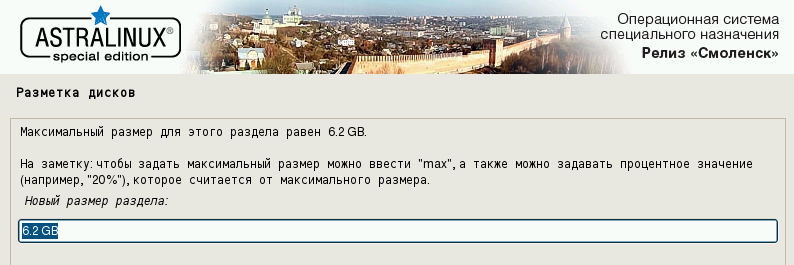 ASTRALINUX®
special edition
Операционная система
специального назначения
Релиз «Смоленск»
Разметка дисков
Максимальный размер для этого раздела равен 6.2 GB.
На заметку: чтобы задать максимальный размер можно ввести "max", а также можно задавать процентное значение
(например, "20%"), которое считается от максимального размера.
Новый размер раздела:
6.2 GB